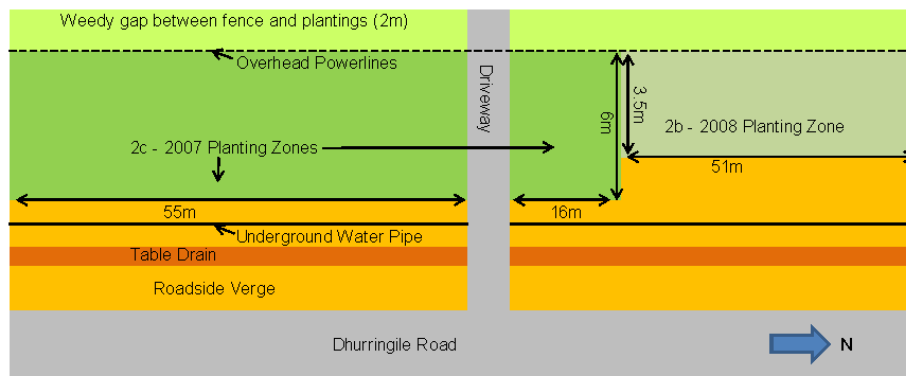 Weedy gap between fence and plantings (2m)
Overhead Powerlines
Driveway
3.5m
6m
2b - 2008 Planting Zone
2c - 2007 Planting Zones
51m
55m
16m
Underground Water Pipe
Table Drain
Roadside Verge
Dhurringile Road
N